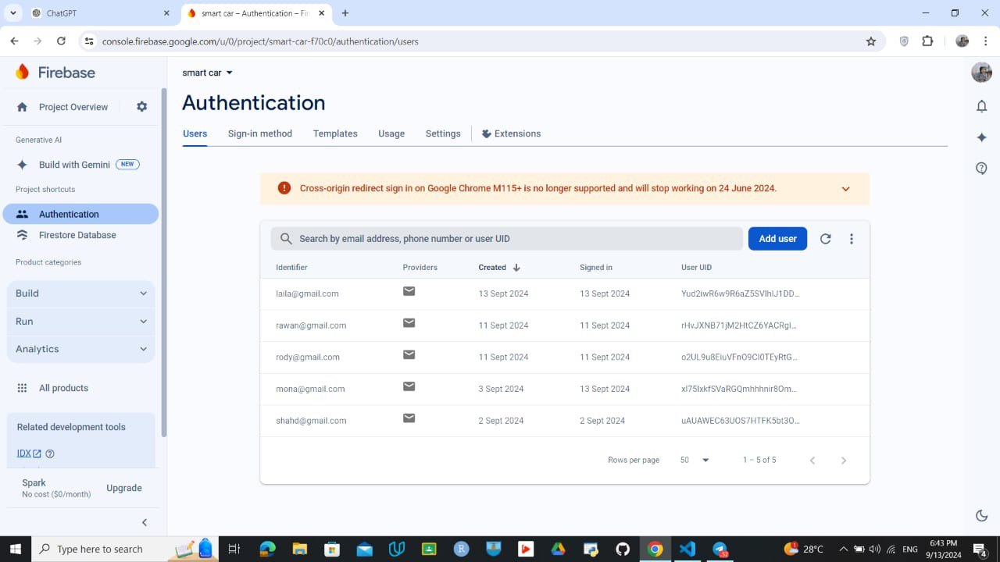 ChatGPT
smart car – Authentication – Fir
console.firebase.google.com/u/0/project/smart-car-f70c0/authentication/users
Firebase
smart car
Authentication
Project Overview
Users Sign-in method Templates Usage Settings Extensions
Generative AI
Build with Gemini NEW
Project shortcuts
Authentication
Firestore Database
Product categories
Build
Run
Analytics
All products
Related development tools
IDX
Spark
No cost ($0/month)
Upgrade
Cross-origin redirect sign in on Google Chrome M115+ is no longer supported and will stop working on 24 June 2024.
Search by email address, phone number or user UID
Add user
Identifier Providers Created Signed in User UID
laila@gmail.com 13 Sept 2024 13 Sept 2024
rawan@gmail.com 11 Sept 2024 11 Sept 2024
rody@gmail.com 11 Sept 2024 11 Sept 2024
mona@gmail.com 3 Sept 2024 13 Sept 2024
shahd@gmail.com 2 Sept 2024 2 Sept 2024
Rows per page 50 1 – 5 of 5
Type here to search
28°C
ENG
6:43 PM
9/13/2024